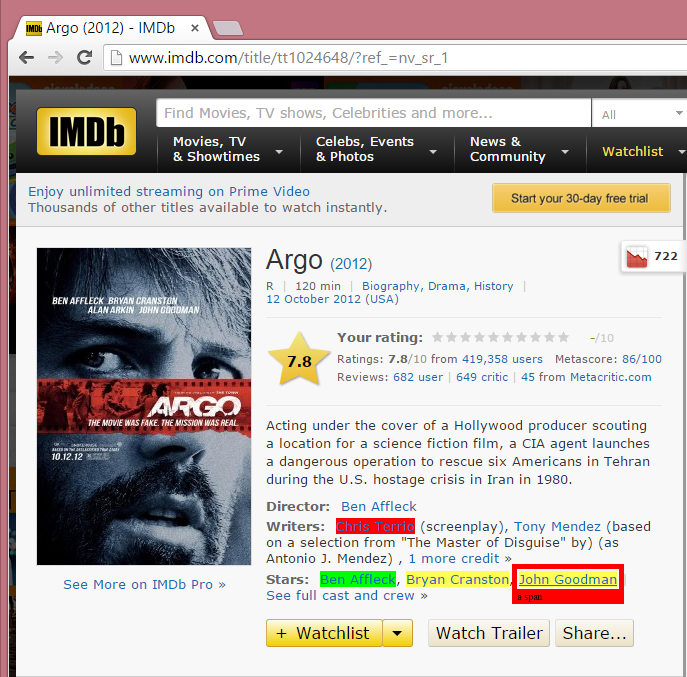 Argo (2012) - IMDb
www.imdb.com/title/tt1024648/?ref_=nv_sr_1
IMDb
Find Movies, TV shows, Celebrities and more...
All
Movies, TV & Showtimes
Celebs, Events & Photos
News & Community
Watchlist
Enjoy unlimited streaming on Prime Video
Thousands of other titles available to watch instantly.
Start your 30-day free trial
BEN AFFLECK BRYAN CRANSTON
ALAN ARKIN JOHN GOODMAN
ARGO
THE MOVIE WAS FAKE. THE MISSION WAS REAL.
BASED ON THE DECLASSIFIED TRUE STORY
10.12.12
See More on IMDb Pro »
Argo (2012)
722
R | 120 min | Biography, Drama, History |
12 October 2012 (USA)
7.8
Your rating: -/10
Ratings: 7.8/10 from 419,358 users Metascore: 86/100
Reviews: 682 user | 649 critic | 45 from Metacritic.com
Acting under the cover of a Hollywood producer scouting
a location for a science fiction film, a CIA agent launches
a dangerous operation to rescue six Americans in Tehran
during the U.S. hostage crisis in Iran in 1980.
Director: Ben Affleck
Writers: Chris Terrio (screenplay), Tony Mendez (based
on a selection from "The Master of Disguise" by) (as
Antonio J. Mendez) , 1 more credit »
Stars: Ben Affleck, Bryan Cranston, John Goodman
a span
See full cast and crew »
+ Watchlist
Watch Trailer
Share...